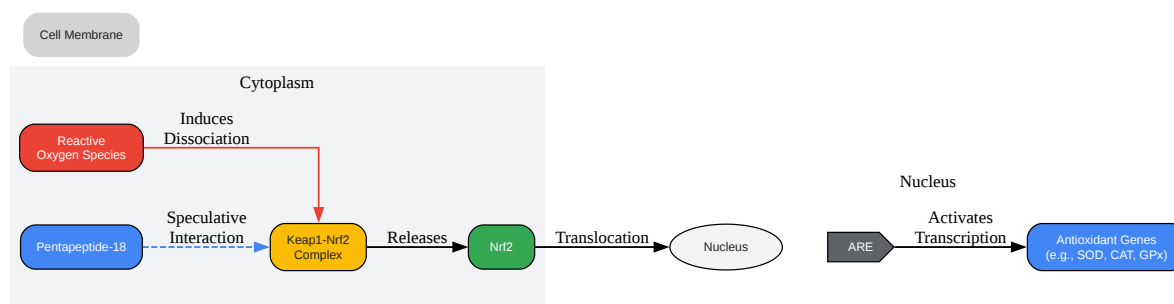 Cell Membrane
Cytoplasm
Induces
Dissociation
Reactive
Oxygen Species
Speculative
Interaction
Pentapeptide-18
Keap1-Nrf2
Complex
Releases
Nrf2
Translocation
Nucleus
Nucleus
ARE
Activates
Transcription
Antioxidant Genes
(e.g., SOD, CAT, GPx)